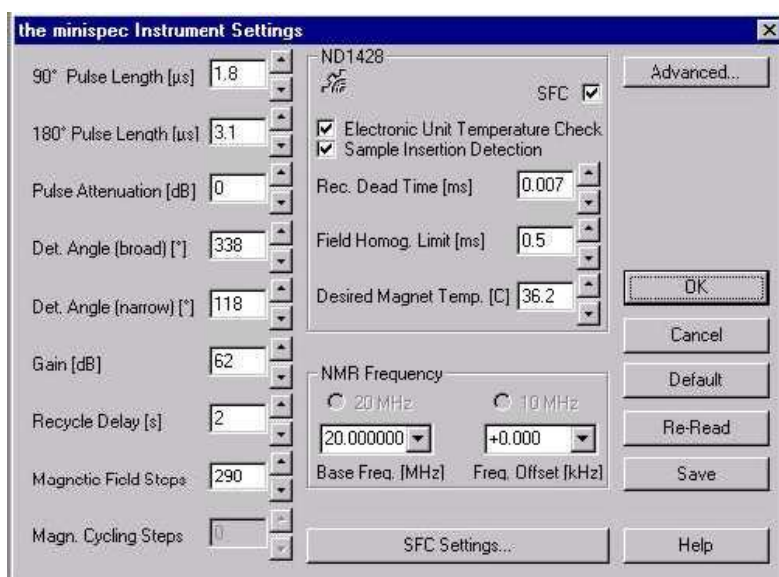 the minispec Instrument Settings
90° Pulse Length [µs] 1.8
180° Pulse Length [µs] 3.1
Pulse Attenuation [dB] 0
Det. Angle (broad) [°] 338
Det. Angle (narrow) [°] 118
Gain [dB] 62
Recycle Delay [s] 2
Magnetic Field Steps 290
Magn. Cycling Steps 0
ND1428
SFC
Electronic Unit Temperature Check
Sample Insertion Detection
Rec. Dead Time [ms] 0.007
Field Homog. Limit [ms] 0.5
Desired Magnet Temp. [C] 36.2
NMR Frequency
20 MHz 10 MHz
20.000000 +0.000
Base Freq. [MHz] Freq. Offset [kHz]
SFC Settings...
Advanced...
OK
Cancel
Default
Re-Read
Save
Help